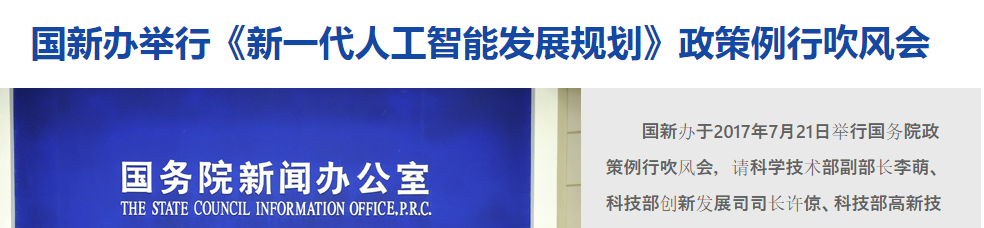 国新办举行《新一代人工智能发展规划》政策例行吹风会
国务院新闻办公室
THE STATE COUNCIL INFORMATION OFFICE,P.R.C.
国新办于2017年7月21日举行国务院政
策例行吹风会，请科学技术部副部长李萌、
科技部创新发展司司长许倞、科技部高新技